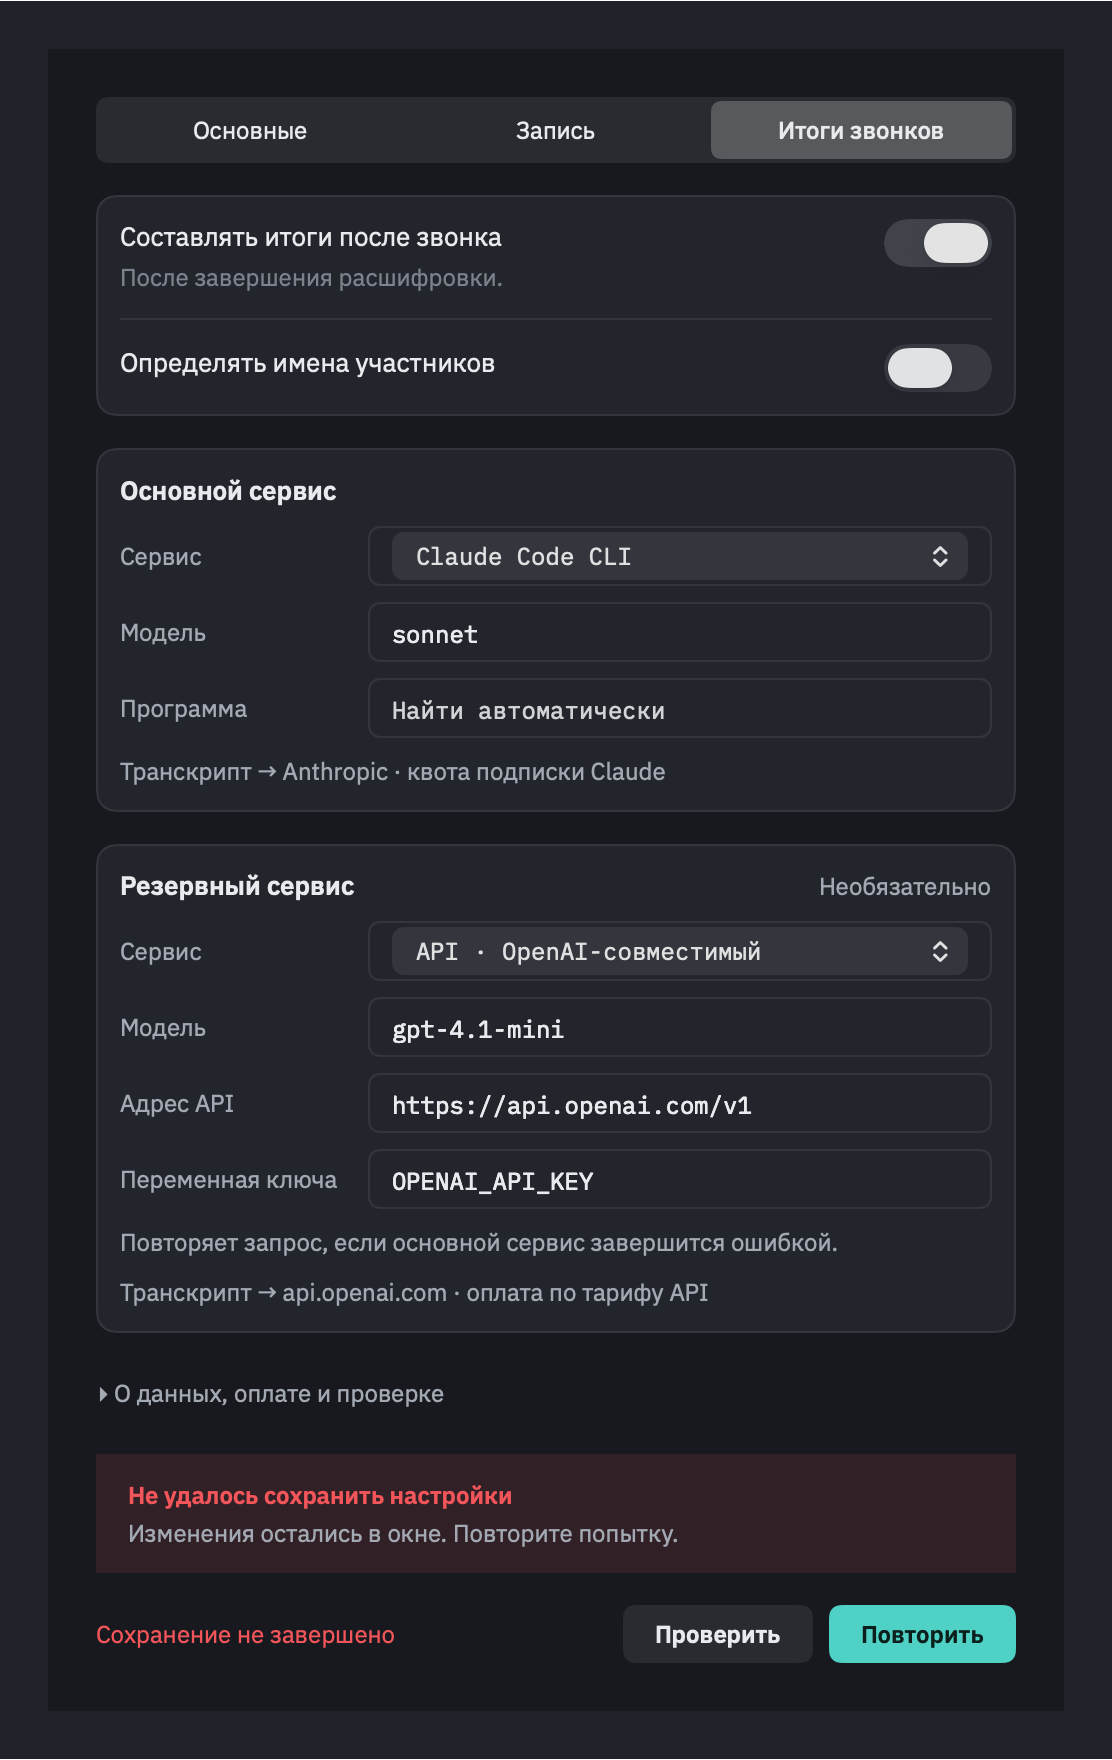 Основные Запись Итоги звонков
Составлять итоги после звонка
После завершения расшифровки.
Определять имена участников
Основной сервис
Сервис Claude Code CLI
Модель sonnet
Программа Найти автоматически
Транскрипт → Anthropic · квота подписки Claude
Резервный сервис Необязательно
Сервис API · OpenAI-совместимый
Модель gpt-4.1-mini
Адрес API https://api.openai.com/v1
Переменная ключа OPENAI_API_KEY
Повторяет запрос, если основной сервис завершится ошибкой.
Транскрипт → api.openai.com · оплата по тарифу API
О данных, оплате и проверке
Не удалось сохранить настройки
Изменения остались в окне. Повторите попытку.
Сохранение не завершено Проверить Повторить